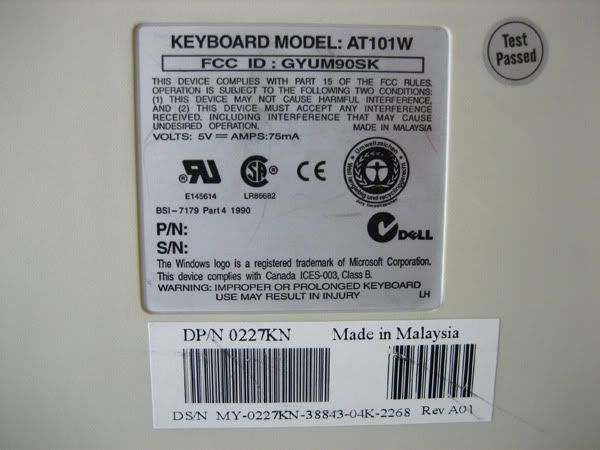 KEYBOARD MODEL: AT101W
FCC ID : GYUM90SK
Test
Passed
THIS DEVICE COMPLIES WITH PART 15 OF THE FCC RULES.
OPERATION IS SUBJECT TO THE FOLLOWING TWO CONDITIONS:
(1) THIS DEVICE MAY NOT CAUSE HARMFUL INTERFERENCE,
AND (2) THIS DEVICE MUST ACCEPT ANY INTERFERENCE
RECEIVED. INCLUDING INTERFERENCE THAT MAY CAUSE
UNDESIRED OPERATION. MADE IN MALAYSIA
VOLTS: 5V AMPS:75mA
Umweltzeichen
E145614 LR86682
BSI-7179 Part 4 1990
P/N:
S/N:
DELL
The Windows logo is a registered trademark of Microsoft Corporation.
This device complies with Canada ICES-003, Class B.
WARNING: IMPROPER OR PROLONGED KEYBOARD
USE MAY RESULT IN INJURY LH
DP/N 0227KN Made in Malaysia
DS/N MY-0227KN-38843-04K-2268 Rev A01